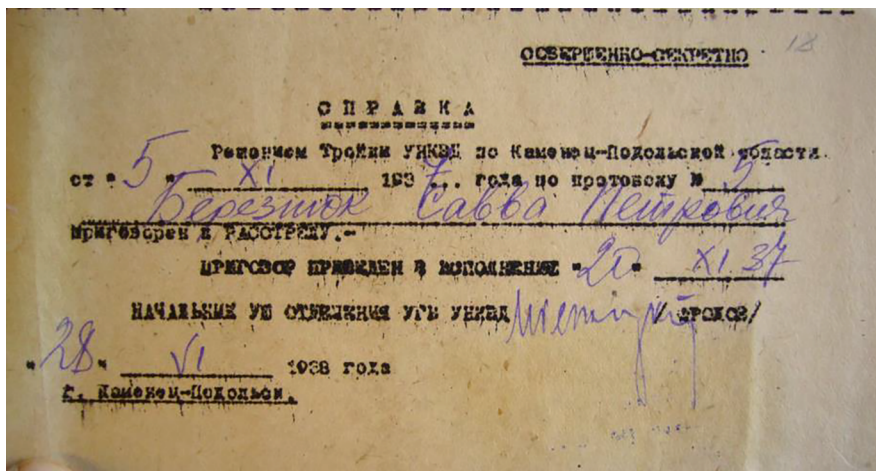 СОВЕРШЕННО-СЕКРЕТНО 18
СПРАВКА
Решением Тройки УНКВД по Каменец-Подольской области
от "5" XI 1937... года по протоколу № 5
Березнюк Савва Петрович
приговорен к РАССТРЕЛУ.-
ПРИГОВОР ПРИВЕДЕН В ИСПОЛНЕНИЕ "20" XI 37
НАЧАЛЬНИК УШ ОТДЕЛЕНИЯ УГБ УНКВД
"28" VI 1938 года
г. Каменец-Подольск.